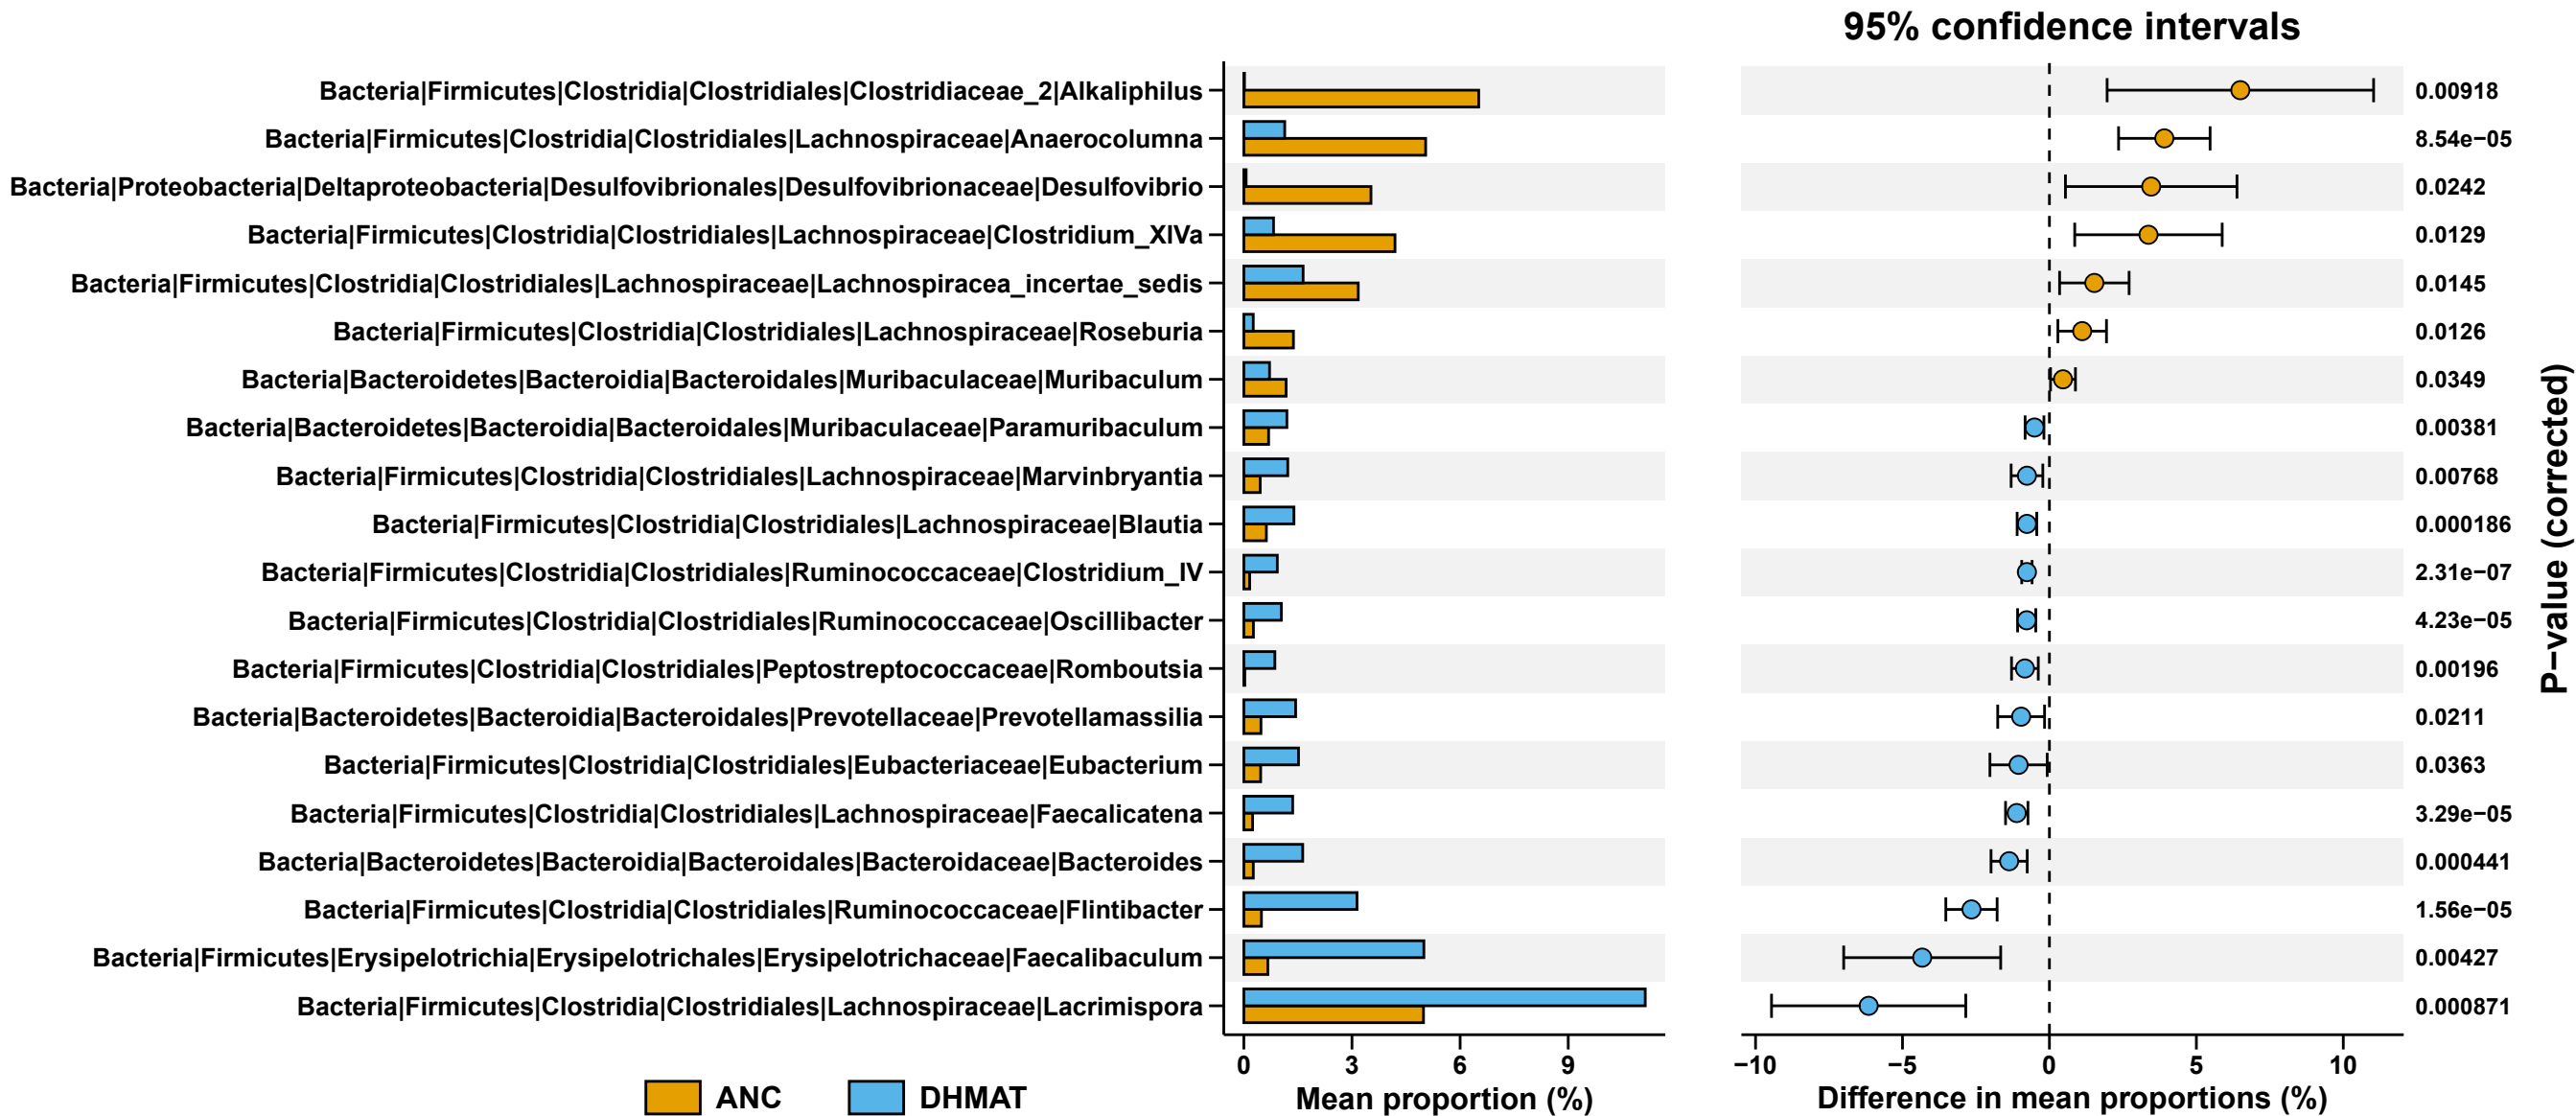 95% confidence intervals
Bacteria|Firmicutes|Clostridia|Clostridiales|Clostridiaceae_2|Alkaliphilus 0.00918
Bacteria|Firmicutes|Clostridia|Clostridiales|Lachnospiraceae|Anaerocolumna 8.54e−05
Bacteria|Proteobacteria|Deltaproteobacteria|Desulfovibrionales|Desulfovibrionaceae|Desulfovibrio 0.0242
Bacteria|Firmicutes|Clostridia|Clostridiales|Lachnospiraceae|Clostridium_XIVa 0.0129
Bacteria|Firmicutes|Clostridia|Clostridiales|Lachnospiraceae|Lachnospiracea_incertae_sedis 0.0145
Bacteria|Firmicutes|Clostridia|Clostridiales|Lachnospiraceae|Roseburia 0.0126
Bacteria|Bacteroidetes|Bacteroidia|Bacteroidales|Muribaculaceae|Muribaculum 0.0349
Bacteria|Bacteroidetes|Bacteroidia|Bacteroidales|Muribaculaceae|Paramuribaculum 0.00381
Bacteria|Firmicutes|Clostridia|Clostridiales|Lachnospiraceae|Marvinbryantia 0.00768
Bacteria|Firmicutes|Clostridia|Clostridiales|Lachnospiraceae|Blautia 0.000186
Bacteria|Firmicutes|Clostridia|Clostridiales|Ruminococcaceae|Clostridium_IV 2.31e−07
Bacteria|Firmicutes|Clostridia|Clostridiales|Ruminococcaceae|Oscillibacter 4.23e−05
Bacteria|Firmicutes|Clostridia|Clostridiales|Peptostreptococcaceae|Romboutsia 0.00196
Bacteria|Bacteroidetes|Bacteroidia|Bacteroidales|Prevotellaceae|Prevotellamassilia 0.0211
Bacteria|Firmicutes|Clostridia|Clostridiales|Eubacteriaceae|Eubacterium 0.0363
Bacteria|Firmicutes|Clostridia|Clostridiales|Lachnospiraceae|Faecalicatena 3.29e−05
Bacteria|Bacteroidetes|Bacteroidia|Bacteroidales|Bacteroidaceae|Bacteroides 0.000441
Bacteria|Firmicutes|Clostridia|Clostridiales|Ruminococcaceae|Flintibacter 1.56e−05
Bacteria|Firmicutes|Erysipelotrichia|Erysipelotrichales|Erysipelotrichaceae|Faecalibaculum 0.00427
Bacteria|Firmicutes|Clostridia|Clostridiales|Lachnospiraceae|Lacrimispora 0.000871
P−value (corrected)
0 3 6 9 −10 −5 0 5 10
ANC DHMAT Mean proportion (%) Difference in mean proportions (%)